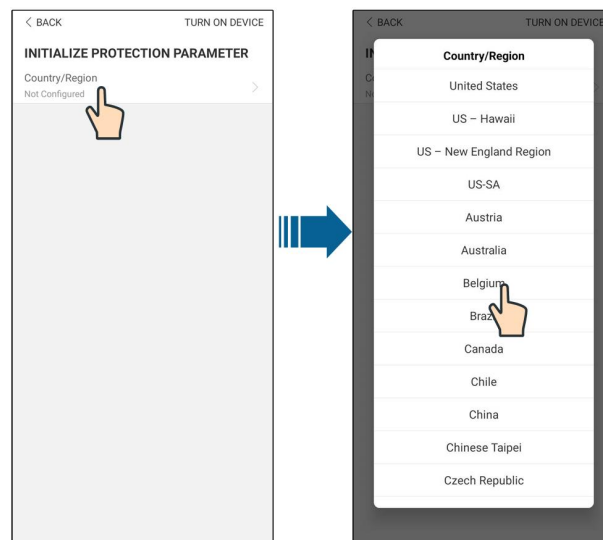 < BACK TURN ON DEVICE
INITIALIZE PROTECTION PARAMETER
Country/Region
Not Configured
< BACK TURN ON DEVICE
Country/Region
United States
US – Hawaii
US – New England Region
US-SA
Austria
Australia
Belgium
Canada
Chile
China
Chinese Taipei
Czech Republic